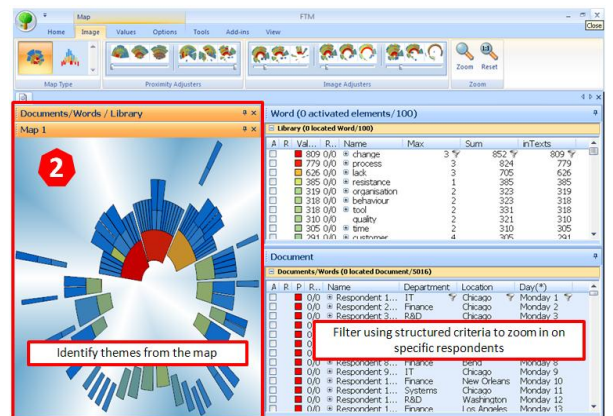 Map
FTM
Close
Home Image Values Options Tools Add-ins View
Zoom Reset
Map Type Proximity Adjusters Image Adjusters Zoom
Documents/Words / Library
Map 1
2
Identify themes from the map
Word (0 activated elements/100)
Library (0 located Word/100)
A R Val... R... Name Max Sum inTexts
809 0/0 change 3 852 809
779 0/0 process 3 824 779
626 0/0 lack 3 705 626
385 0/0 resistance 1 385 385
319 0/0 organisation 2 323 319
318 0/0 behaviour 2 323 318
318 0/0 tool 2 331 318
310 0/0 quality 2 321 310
305 0/0 time 2 310 305
291 0/0 customer 4 305 291
Document
Documents/Words (0 located Document/5016)
A R P R... Name Department Location Day(*)
0/0 Respondent 1... IT Chicago Monday 1
0/0 Respondent 2... Finance Chicago Monday 2
0/0 Respondent 3... R&D Chicago Monday 3
Filter using structured criteria to zoom in on
specific respondents
0/0 Respondent 8... Finance Bend Monday 8
0/0 Respondent 9... IT Chicago Monday 9
0/0 Respondent 1... Finance New Orleans Monday 10
0/0 Respondent 1... Systems Chicago Monday 11
0/0 Respondent 1... R&D Washington Monday 12
0/0 Respondent 1... Finance Los Angeles Monday 13